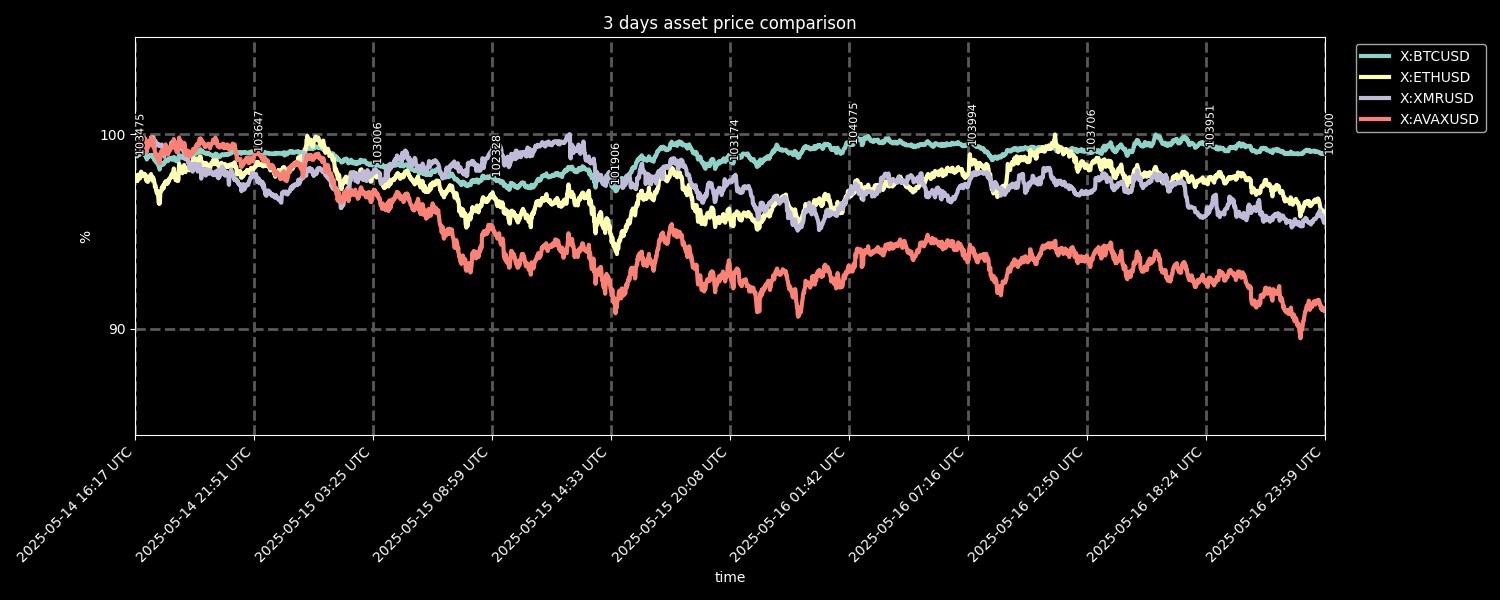 3 days asset price comparison
X:BTCUSD
X:ETHUSD
X:XMRUSD
X:AVAXUSD
100
90
%
103475
103647
103006
102328
101906
103174
104075
103994
103706
103951
103500
2025-05-14 16:17 UTC
2025-05-14 21:51 UTC
2025-05-15 03:25 UTC
2025-05-15 08:59 UTC
2025-05-15 14:33 UTC
2025-05-15 20:08 UTC
2025-05-16 01:42 UTC
2025-05-16 07:16 UTC
2025-05-16 12:50 UTC
2025-05-16 18:24 UTC
2025-05-16 23:59 UTC
time